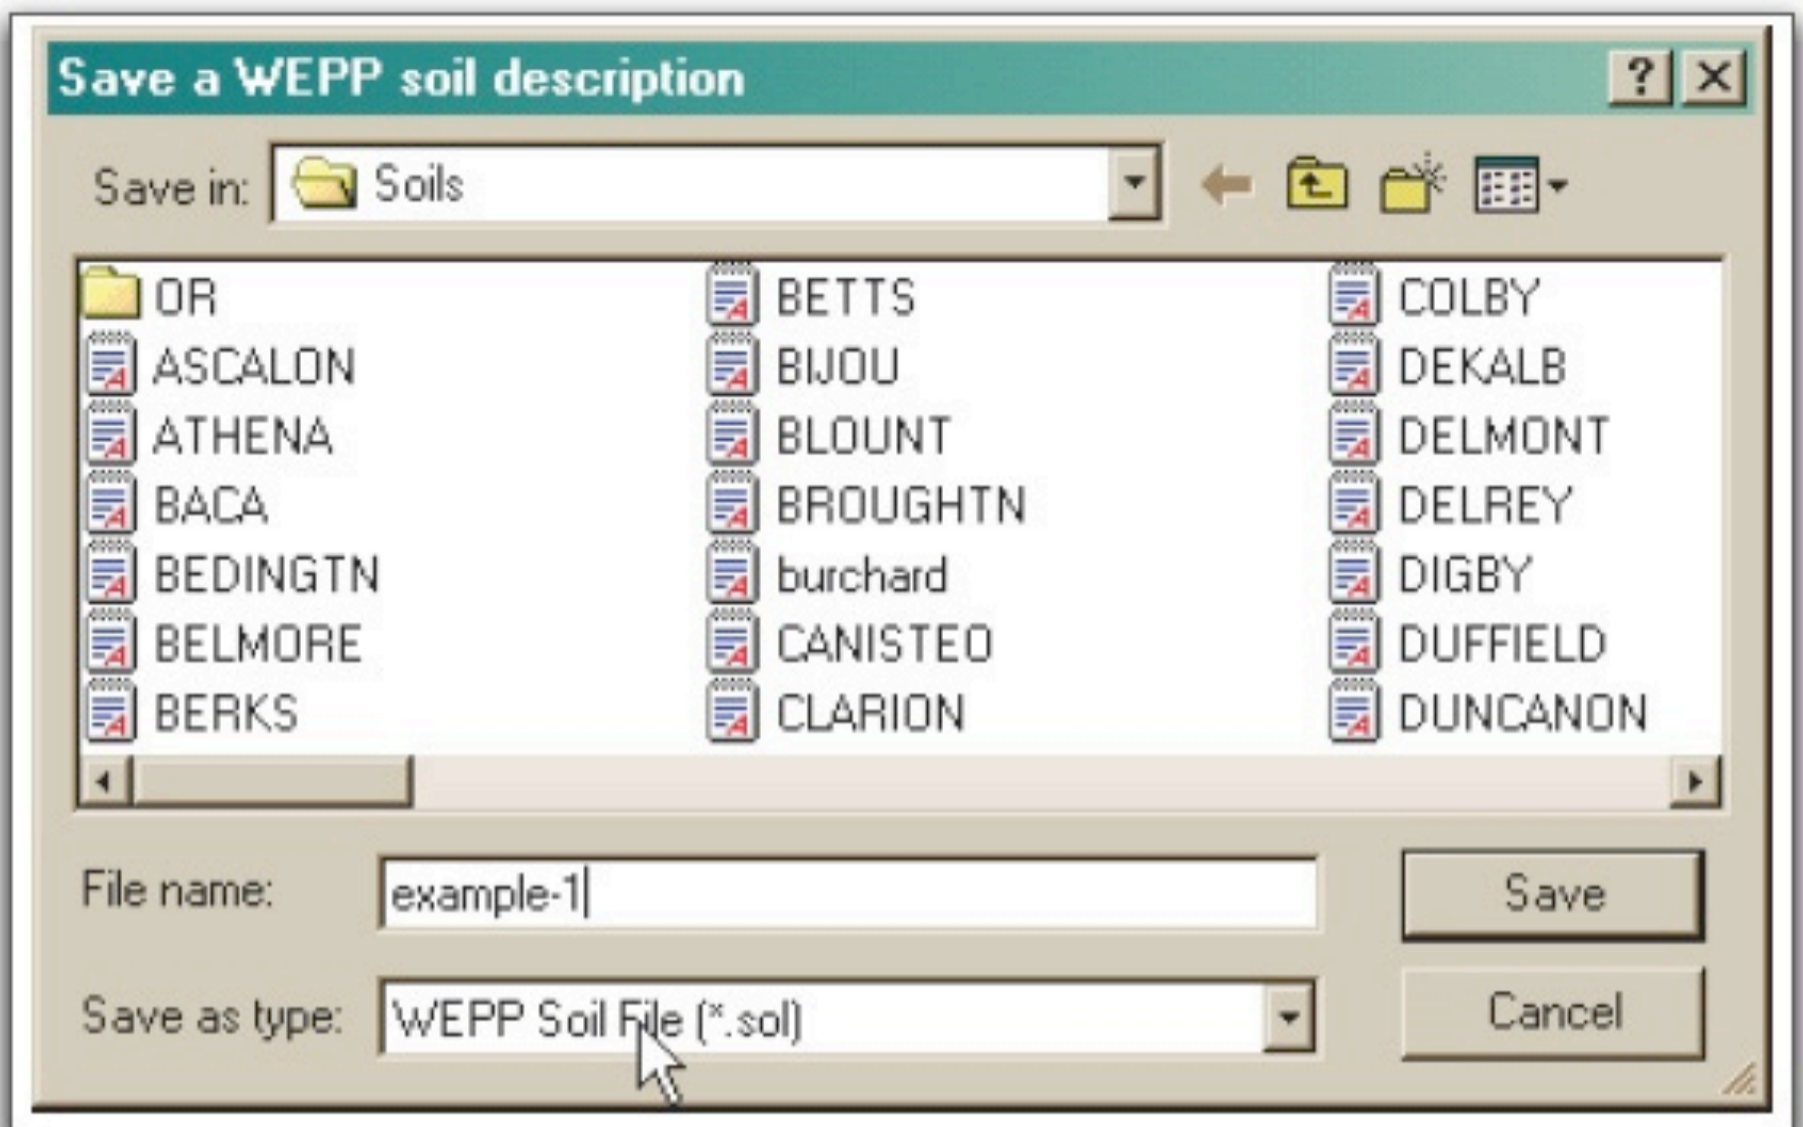 Save a WEPP soil description
Save in: Soils
OR
ASCALON
ATHENA
BACA
BEDINGTN
BELMORE
BERKS
BETTS
BIJOU
BLOUNT
BROUGHTN
burchard
CANISTEO
CLARION
COLBY
DEKALB
DELMONT
DELREY
DIGBY
DUFFIELD
DUNCANON
File name: example-1 Save
Save as type: WEPP Soil File (*.sol) Cancel